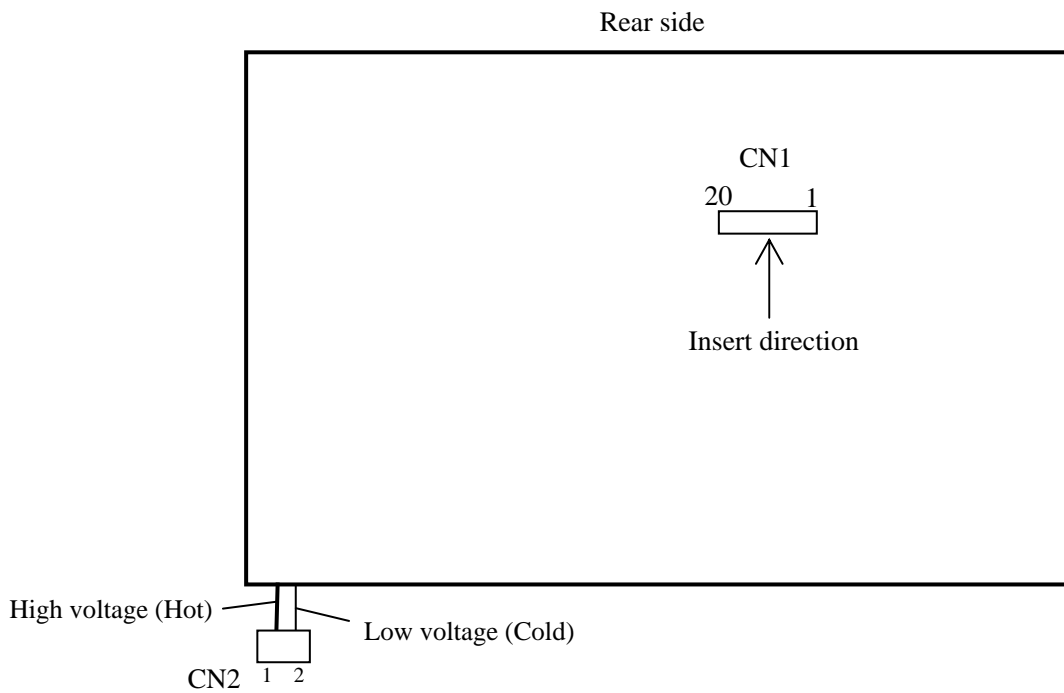 Rear side
CN1
20 1
Insert direction
High voltage (Hot)
Low voltage (Cold)
CN2 1 2